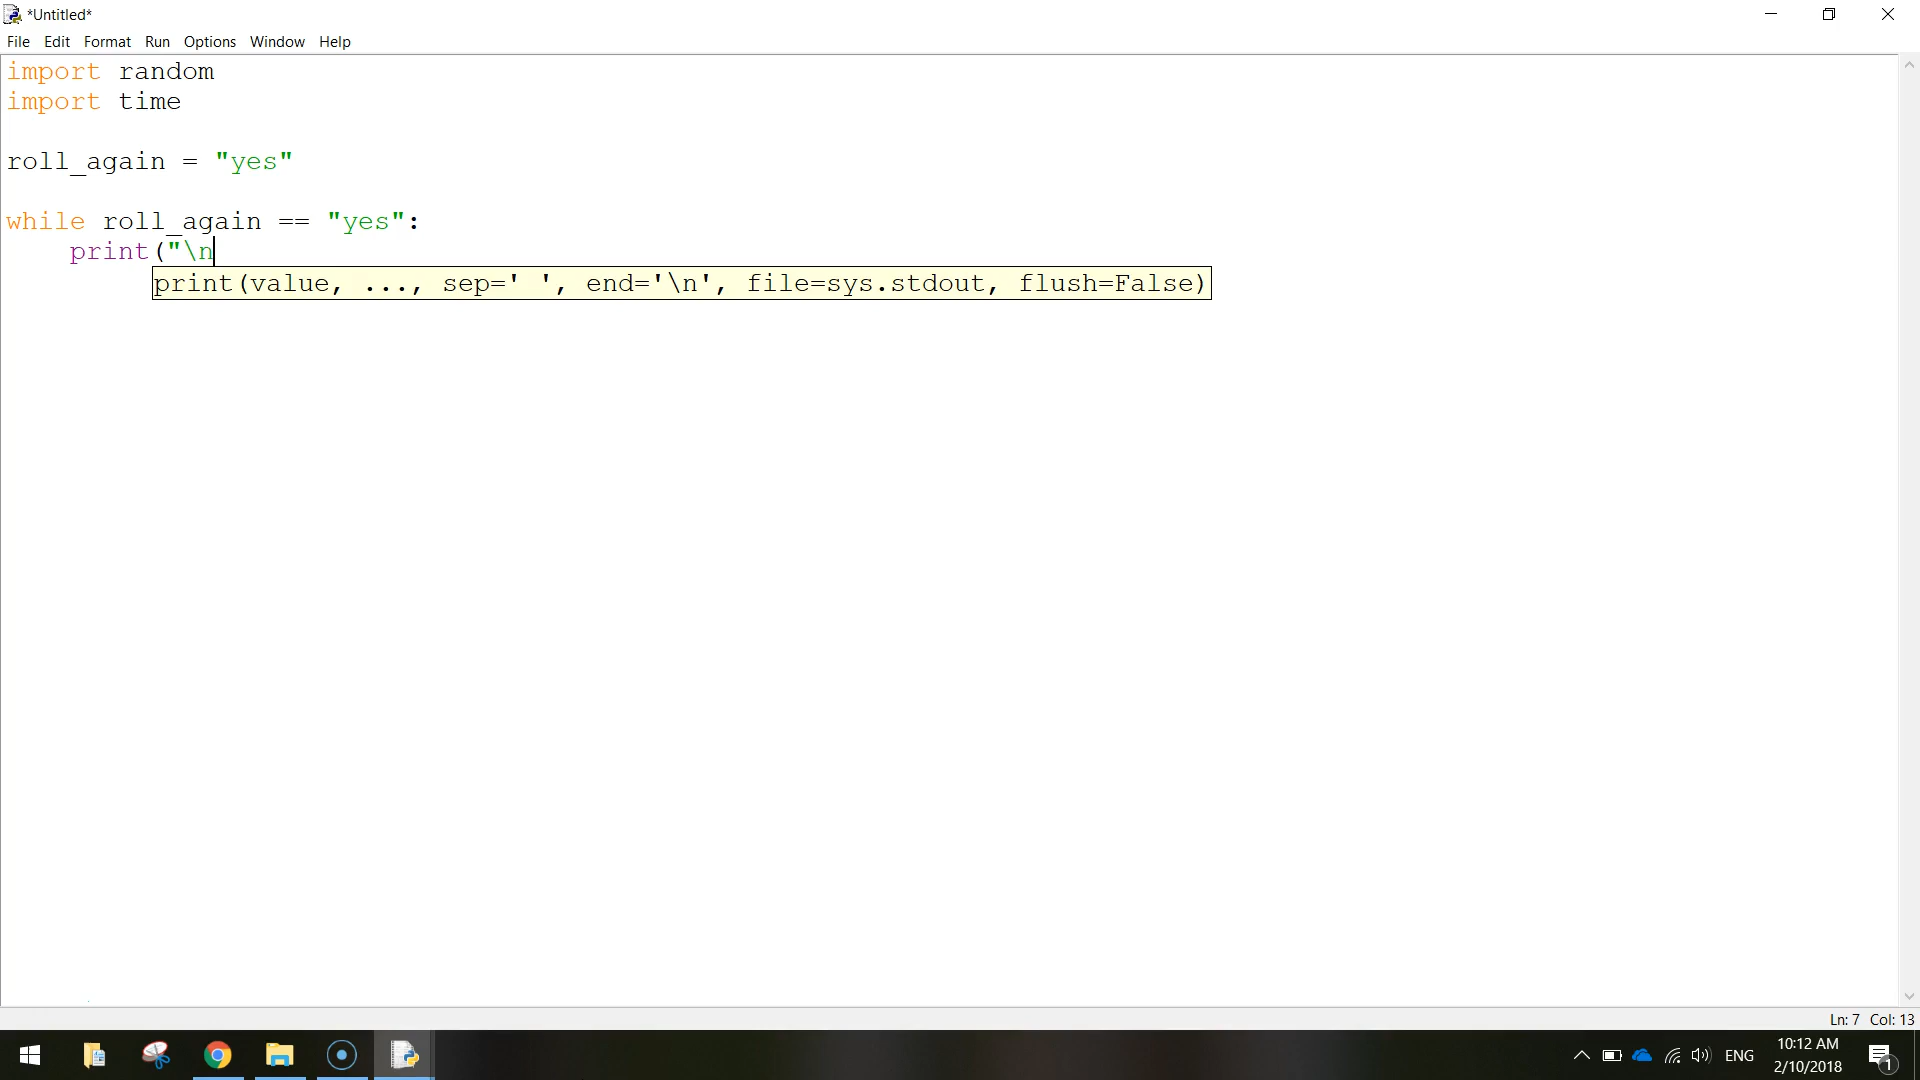 *Untitled*
File Edit Format Run Options Window Help
import random
import time
roll_again = "yes"
while roll_again == "yes":
    print("\n
print(value, ..., sep=' ', end='\n', file=sys.stdout, flush=False)
Ln: 7 Col: 13
ENG
10:12 AM
2/10/2018
1